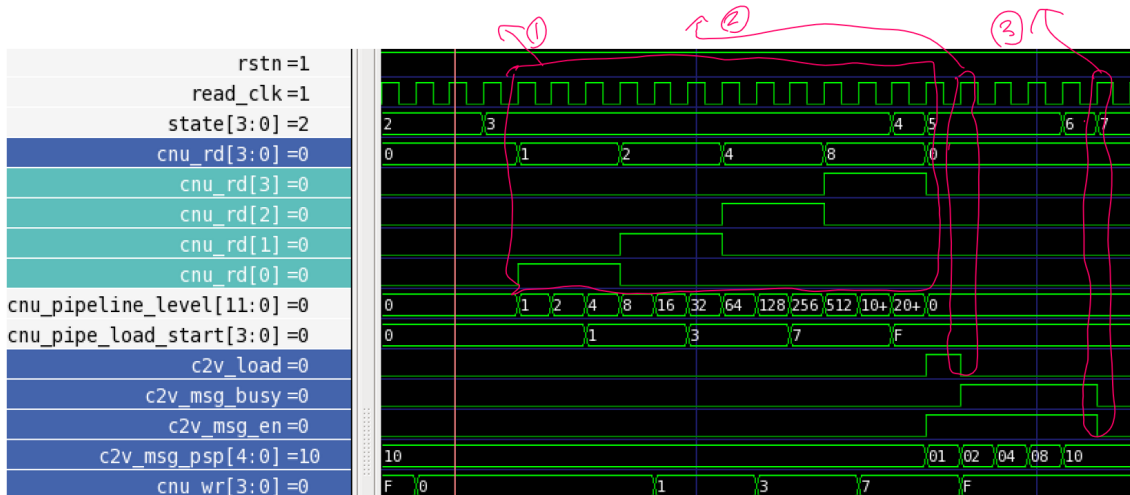 ① ② ③
rstn =1
read_clk =1
state[3:0] =2 2 3 4 5 6 7
cnu_rd[3:0] =0 0 1 2 4 8 0
cnu_rd[3] =0
cnu_rd[2] =0
cnu_rd[1] =0
cnu_rd[0] =0
cnu_pipeline_level[11:0] =0 0 1 2 4 8 16 32 64 128 256 512 10+ 20+ 0
cnu_pipe_load_start[3:0] =0 0 1 3 7 F
c2v_load =0
c2v_msg_busy =0
c2v_msg_en =0
c2v_msg_psp[4:0] =10 10 01 02 04 08 10
cnu wr[3:0] =0 F 0 1 3 7 F